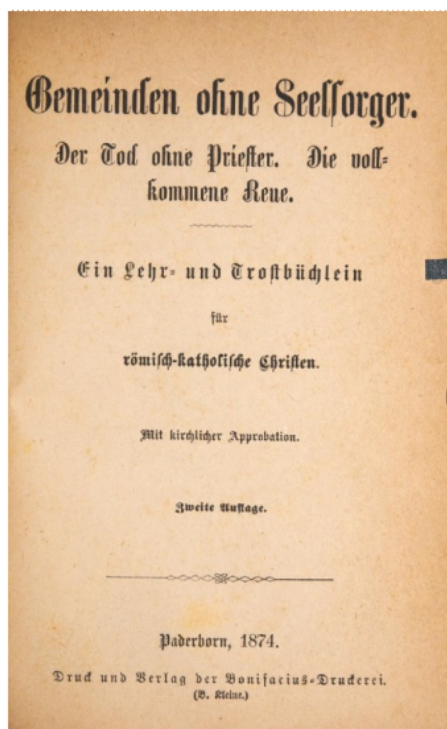 Gemeinden ohne Seelsorger.
Der Tod ohne Priester. Die voll-
kommene Reue.
Ein Lehr- und Trostbüchlein
für
römisch-katholische Christen.
Mit kirchlicher Approbation.
Zweite Auflage.
Paderborn, 1874.
Druck und Verlag der Bonifacius-Druckerei.
(B. Kleine.)